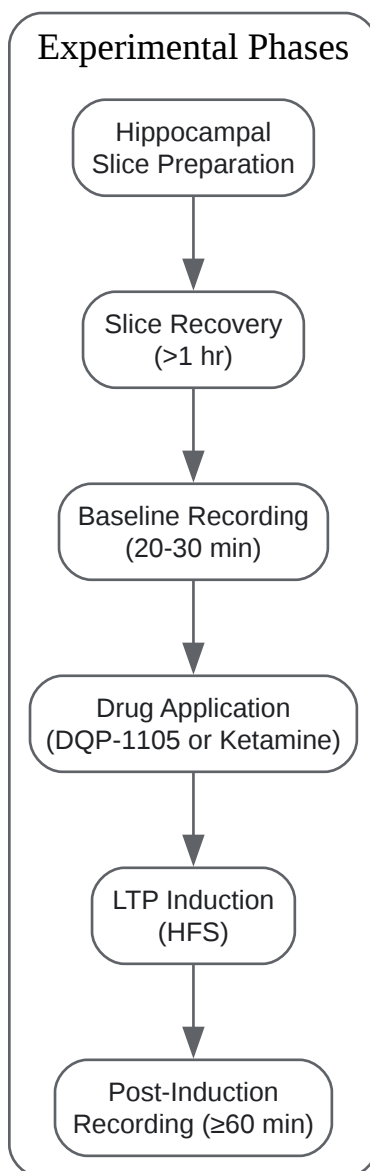 Experimental Phases
Hippocampal
Slice Preparation
Slice Recovery
(>1 hr)
Baseline Recording
(20-30 min)
Drug Application
(DQP-1105 or Ketamine)
LTP Induction
(HFS)
Post-Induction
Recording (≥60 min)